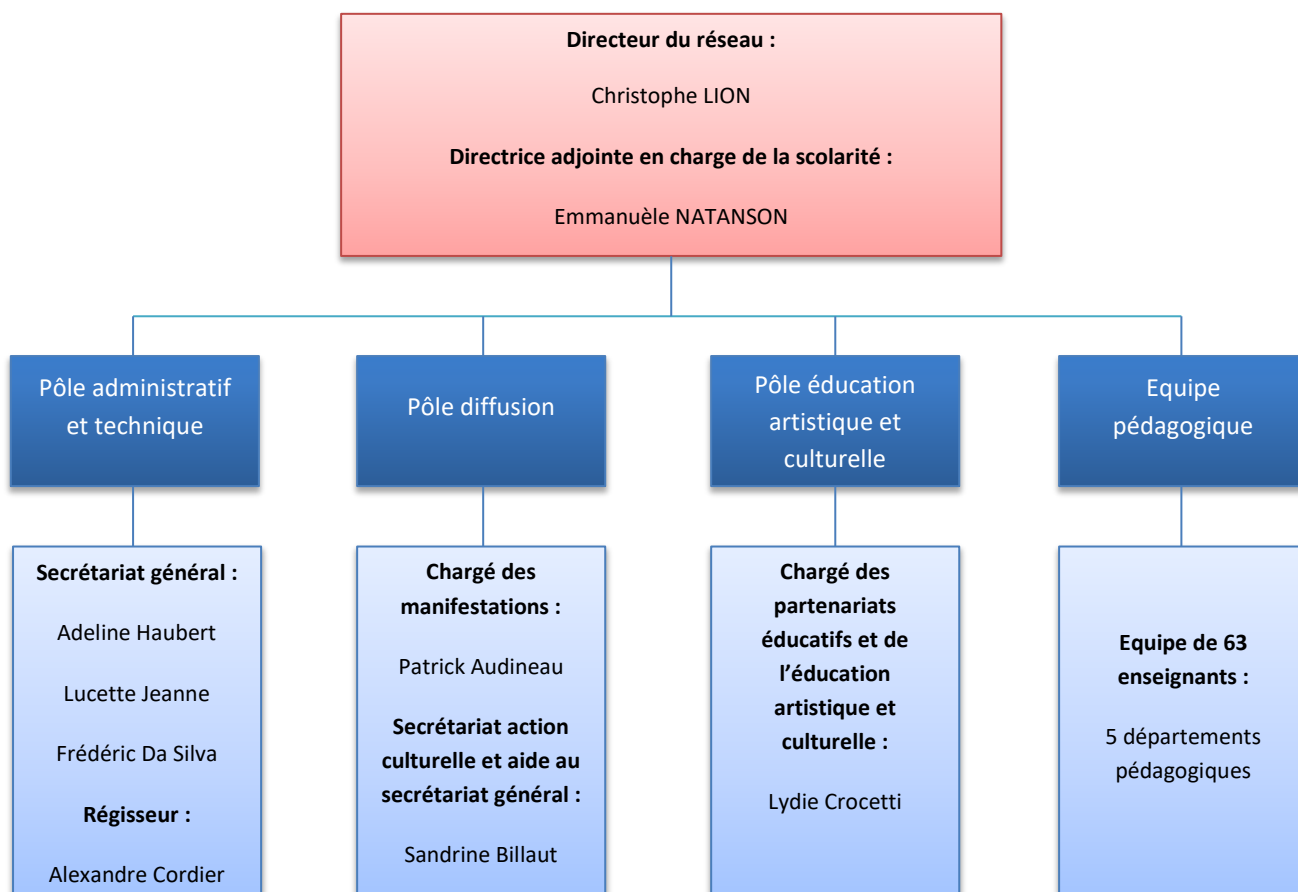 Directeur du réseau :
Christophe LION
Directrice adjointe en charge de la scolarité :
Emmanuèle NATANSON
Pôle administratif
et technique
Pôle diffusion
Pôle éducation
artistique et
culturelle
Equipe
pédagogique
Secrétariat général :
Adeline Haubert
Lucette Jeanne
Frédéric Da Silva
Régisseur :
Alexandre Cordier
Chargé des
manifestations :
Patrick Audineau
Secrétariat action
culturelle et aide au
secrétariat général :
Sandrine Billaut
Chargé des
partenariats
éducatifs et de
l’éducation
artistique et
culturelle :
Lydie Crocetti
Equipe de 63
enseignants :
5 départements
pédagogiques